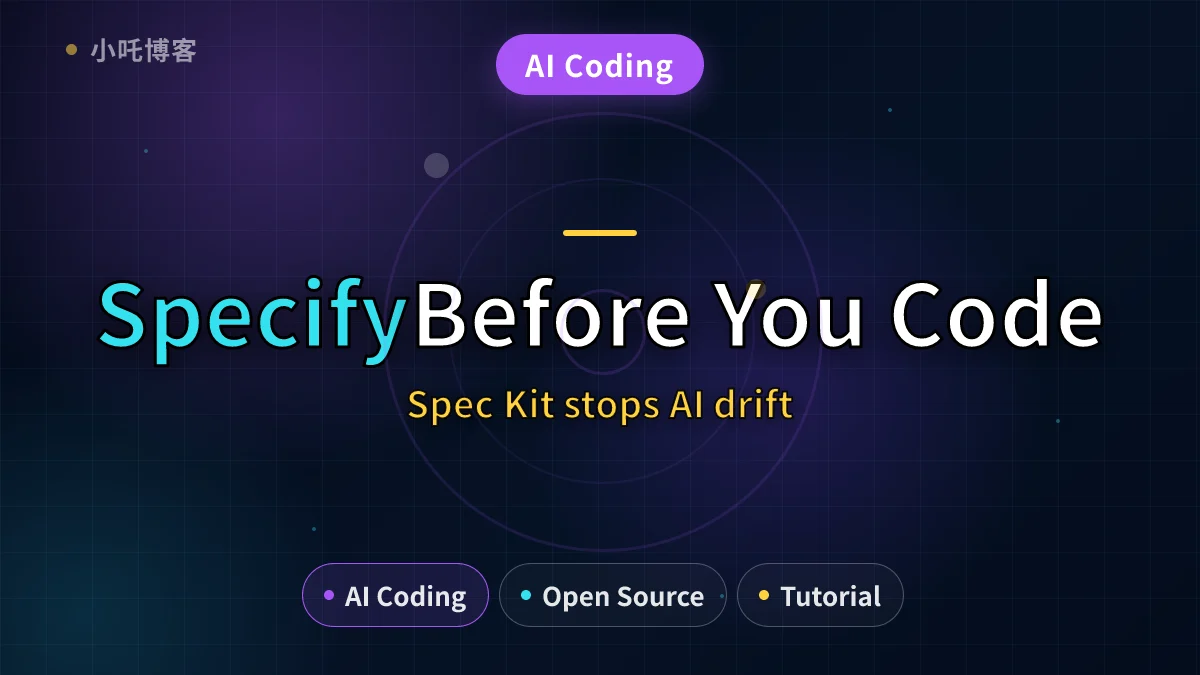 小吒博客
AI Coding
SpecifyBefore You Code
Spec Kit stops AI drift
AI Coding
Open Source
Tutorial